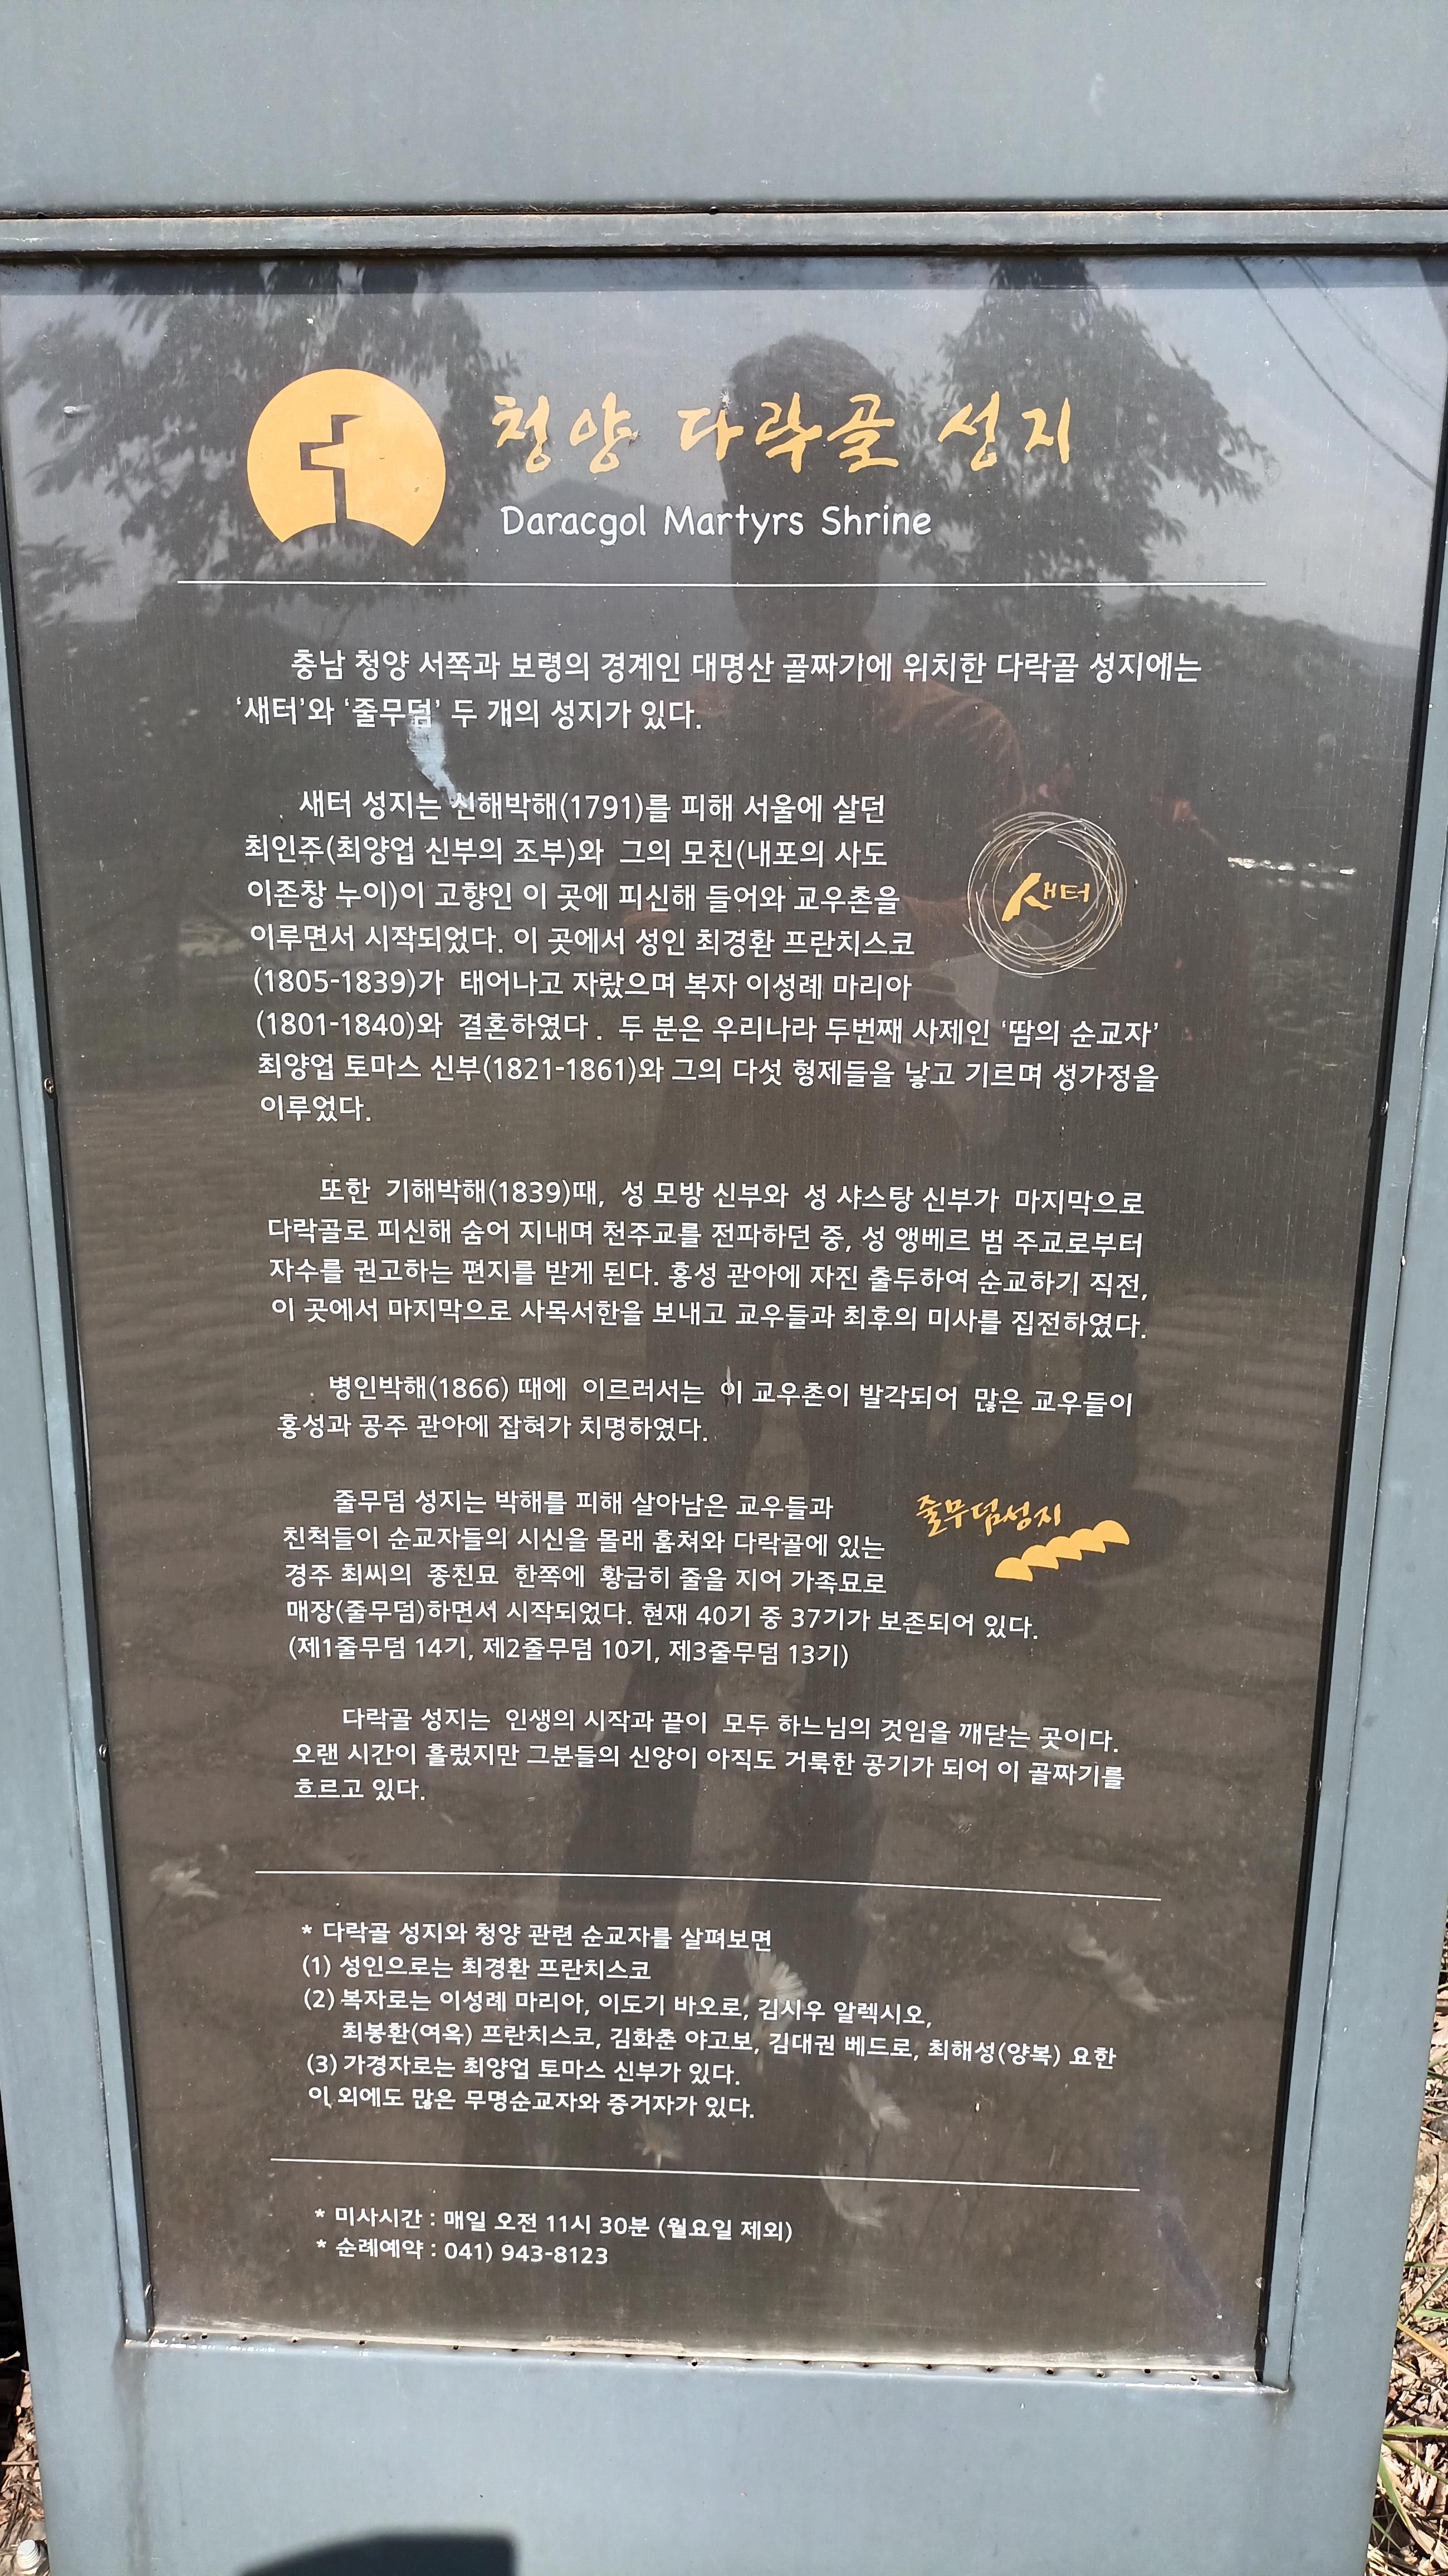 청양 다락골 성지
Daracgol Martyrs Shrine
충남 청양 서쪽과 보령의 경계인 대명산 골짜기에 위치한 다락골 성지에는
‘새터’와 ‘줄무덤’ 두 개의 성지가 있다.
새터 성지는 신해박해(1791)를 피해 서울에 살던
최인주(최양업 신부의 조부)와 그의 모친(내포의 사도
이존창 누이)이 고향인 이 곳에 피신해 들어와 교우촌을
이루면서 시작되었다. 이 곳에서 성인 최경환 프란치스코
(1805-1839)가 태어나고 자랐으며 복자 이성례 마리아
(1801-1840)와 결혼하였다. 두 분은 우리나라 두번째 사제인 ‘땀의 순교자’
최양업 토마스 신부(1821-1861)와 그의 다섯 형제들을 낳고 기르며 성가정을
이루었다.
새터
또한 기해박해(1839)때, 성 모방 신부와 성 샤스탕 신부가 마지막으로
다락골로 피신해 숨어 지내며 천주교를 전파하던 중, 성 앵베르 범 주교로부터
자수를 권고하는 편지를 받게 된다. 홍성 관아에 자진 출두하여 순교하기 직전,
이 곳에서 마지막으로 사목서한을 보내고 교우들과 최후의 미사를 집전하였다.
병인박해(1866) 때에 이르러서는 이 교우촌이 발각되어 많은 교우들이
홍성과 공주 관아에 잡혀가 치명하였다.
줄무덤 성지는 박해를 피해 살아남은 교우들과
친척들이 순교자들의 시신을 몰래 훔쳐와 다락골에 있는
경주 최씨의 종친묘 한쪽에 황급히 줄을 지어 가족묘로
매장(줄무덤)하면서 시작되었다. 현재 40기 중 37기가 보존되어 있다.
(제1줄무덤 14기, 제2줄무덤 10기, 제3줄무덤 13기)
줄무덤성지
다락골 성지는 인생의 시작과 끝이 모두 하느님의 것임을 깨닫는 곳이다.
오랜 시간이 흘렀지만 그분들의 신앙이 아직도 거룩한 공기가 되어 이 골짜기를
흐르고 있다.
* 다락골 성지와 청양 관련 순교자를 살펴보면
(1) 성인으로는 최경환 프란치스코
(2) 복자로는 이성례 마리아, 이도기 바오로, 김시우 알렉시오,
최봉환(여옥) 프란치스코, 김화춘 야고보, 김대권 베드로, 최해성(양복) 요한
(3) 가경자로는 최양업 토마스 신부가 있다.
이 외에도 많은 무명순교자와 증거자가 있다.
* 미사시간 : 매일 오전 11시 30분 (월요일 제외)
* 순례예약 : 041) 943-8123